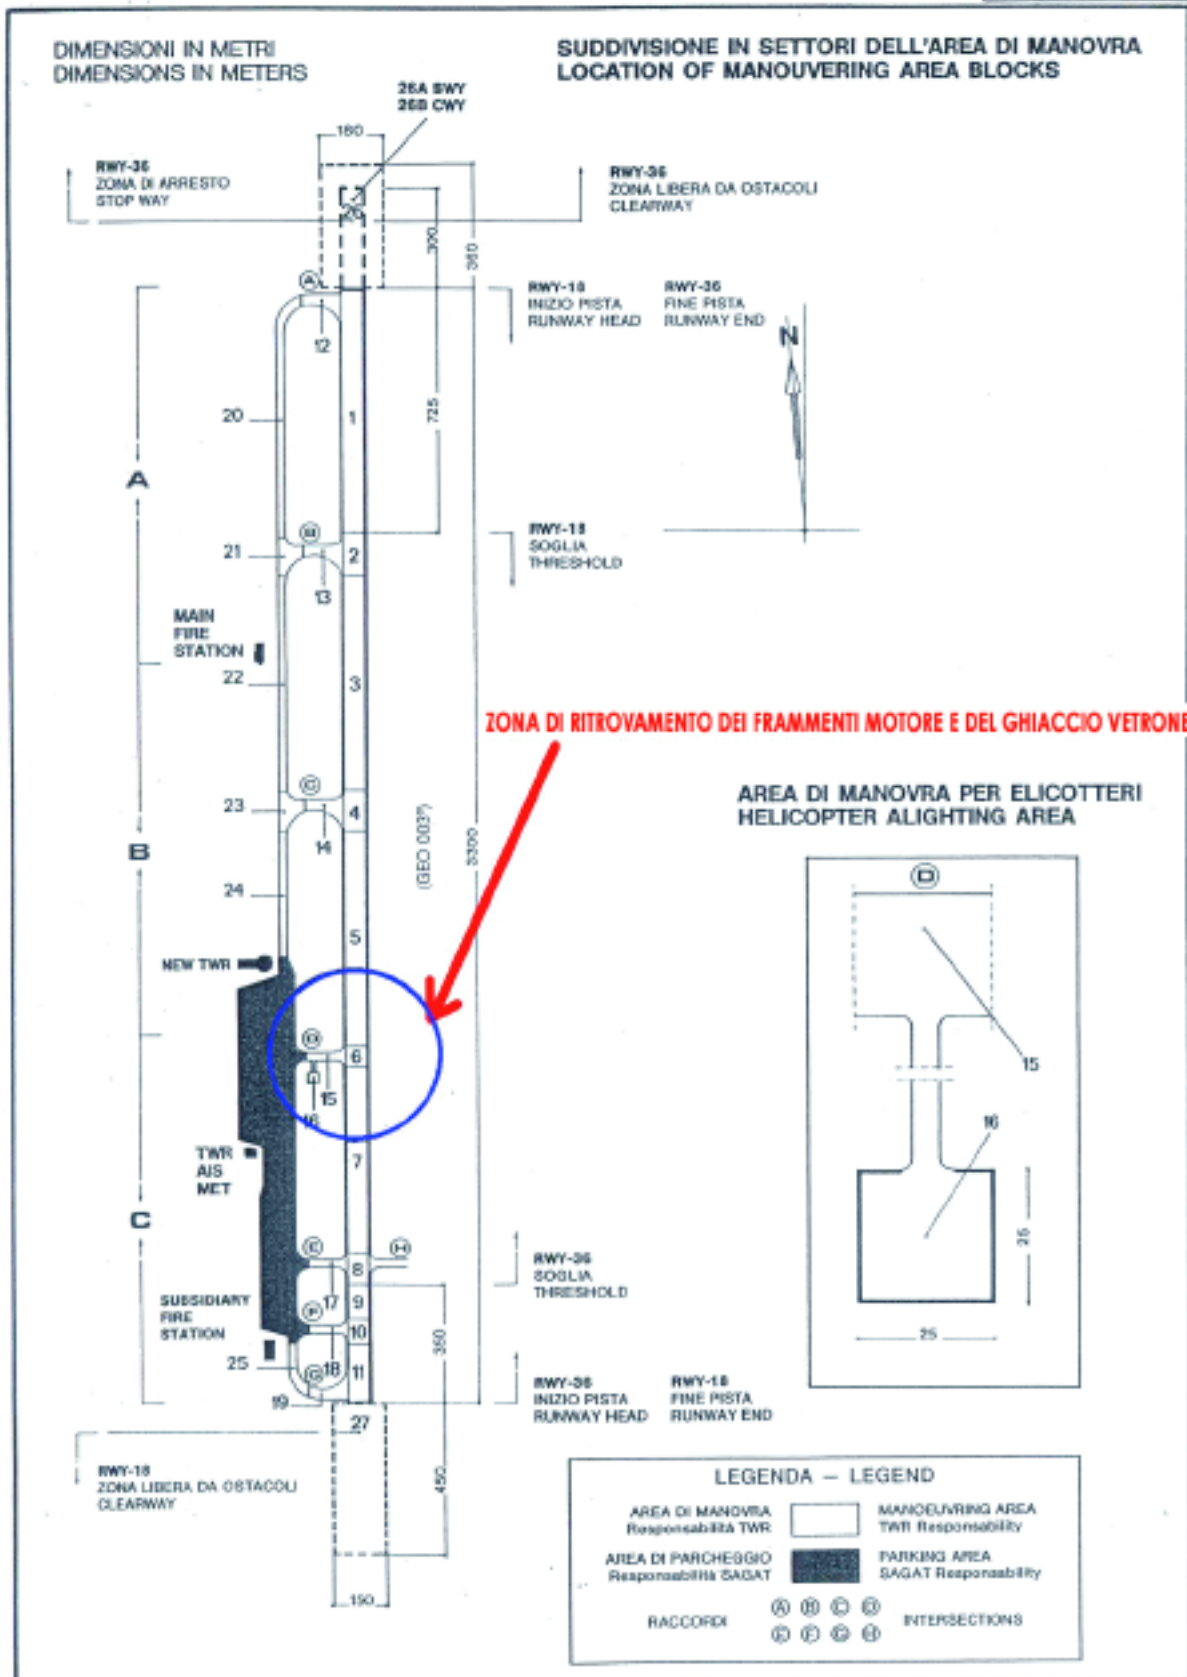 DIMENSIONI IN METRI
DIMENSIONS IN METERS
SUDDIVISIONE IN SETTORI DELL'AREA DI MANOVRA
LOCATION OF MANOUVERING AREA BLOCKS
26A SWY
26B CWY
160
RWY-36
ZONA DI ARRESTO
STOP WAY
RWY-36
ZONA LIBERA DA OSTACOLI
CLEARWAY
26
300
360
A
RWY-18
INIZIO PISTA
RUNWAY HEAD
RWY-36
FINE PISTA
RUNWAY END
N
12
20
1
725
A
B
RWY-18
SOGLIA
THRESHOLD
21
2
13
MAIN
FIRE
STATION
22
3
ZONA DI RITROVAMENTO DEI FRAMMENTI MOTORE E DEL GHIACCIO VETRONE
C
23
4
14
(GEO 003°)
3300
B
24
5
AREA DI MANOVRA PER ELICOTTERI
HELICOPTER ALIGHTING AREA
D
15
16
25
25
NEW TWR
D
6
15
16
TWR
AIS
MET
7
C
E
H
8
RWY-36
SOGLIA
THRESHOLD
SUBSIDIARY
FIRE
STATION
17
9
F
10
25
18
11
G
19
350
RWY-36
INIZIO PISTA
RUNWAY HEAD
RWY-18
FINE PISTA
RUNWAY END
27
RWY-18
ZONA LIBERA DA OSTACOLI
CLEARWAY
450
150
LEGENDA – LEGEND
AREA DI MANOVRA
Responsabilità TWR
MANOEUVRING AREA
TWR Responsability
AREA DI PARCHEGGIO
Responsabilità SAGAT
PARKING AREA
SAGAT Responsability
RACCORDI
A B C D
E F G H
INTERSECTIONS